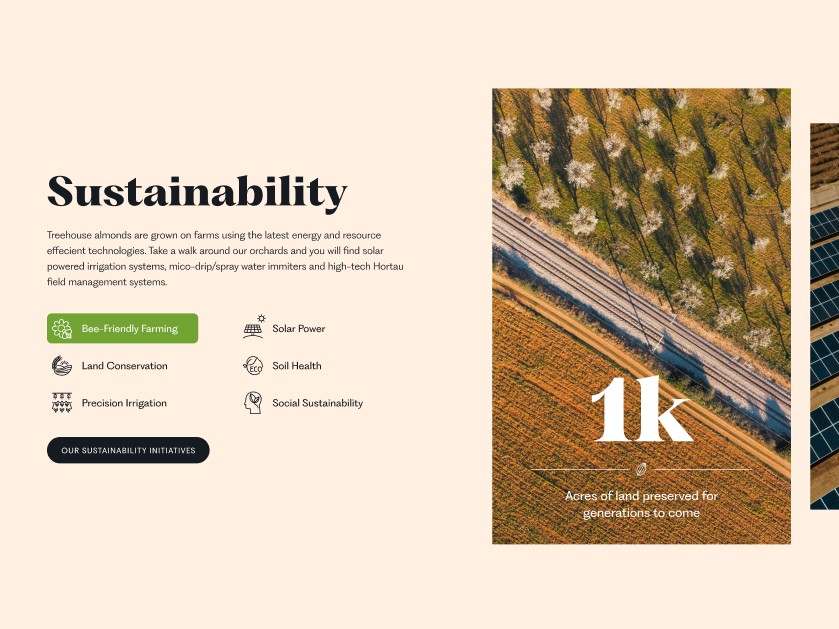 Sustainability
Treehouse almonds are grown on farms using the latest energy and resource
effecient technologies. Take a walk around our orchards and you will find solar
powered irrigation systems, mico-drip/spray water immiters and high-tech Hortau
field management systems.
Bee-Friendly Farming
Solar Power
Land Conservation
ECO
Soil Health
Precision Irrigation
Social Sustainability
OUR SUSTAINABILITY INITIATIVES
1k
Acres of land preserved for
generations to come